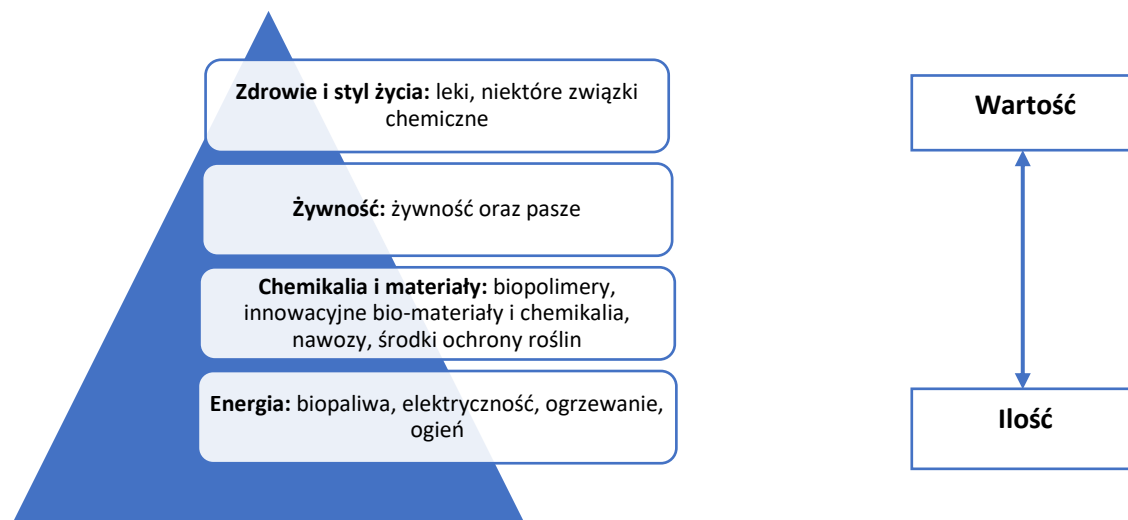 Zdrowie i styl życia: leki, niektóre związki
chemiczne
Żywność: żywność oraz pasze
Chemikalia i materiały: biopolimery,
innowacyjne bio-materiały i chemikalia,
nawozy, środki ochrony roślin
Energia: biopaliwa, elektryczność, ogrzewanie,
ogień
Wartość
Ilość